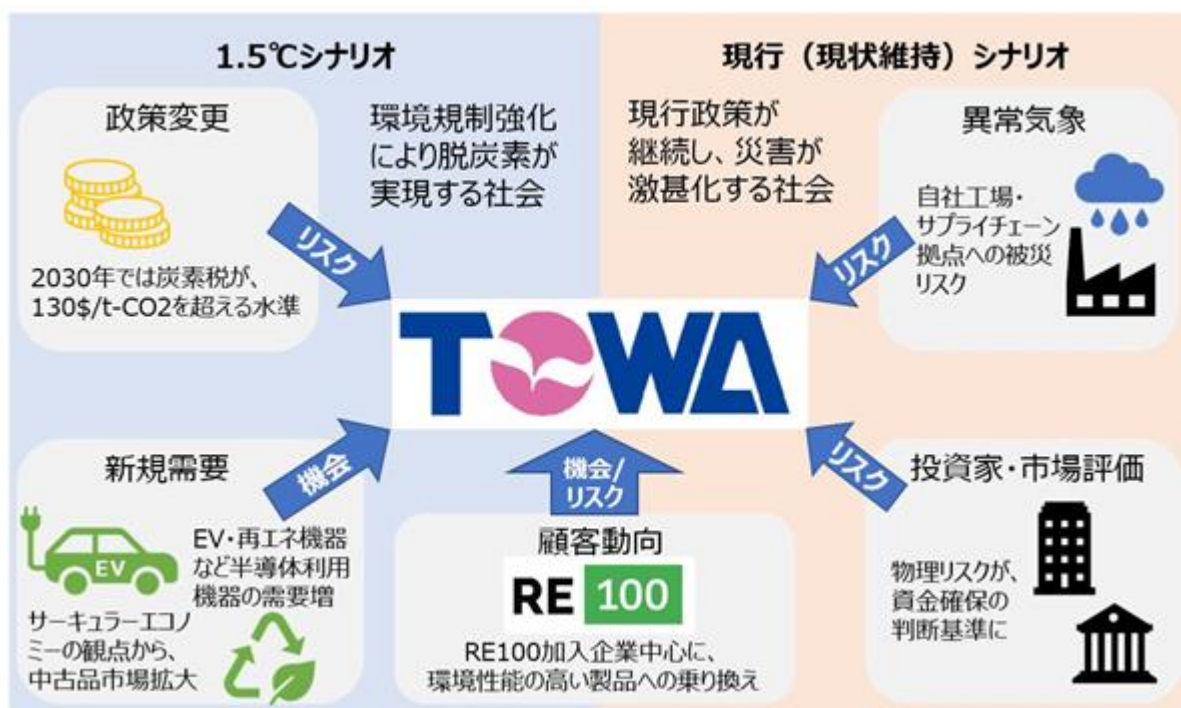 1.5℃シナリオ
現行（現状維持）シナリオ
政策変更
2030年では炭素税が、
130$/t-CO2を超える水準
リスク
環境規制強化
により脱炭素が
実現する社会
現行政策が
継続し、災害が
激甚化する社会
異常気象
自社工場・
サプライチェーン
拠点への被災
リスク
リスク
TOWA
新規需要
EV
EV・再エネ機器
など半導体利用
機器の需要増
サーキュラーエコノ
ミーの観点から、
中古品市場拡大
機会
機会/
リスク
顧客動向
RE 100
RE100加入企業中心に、
環境性能の高い製品への乗り換え
リスク
投資家・市場評価
物理リスクが、
資金確保の
判断基準に